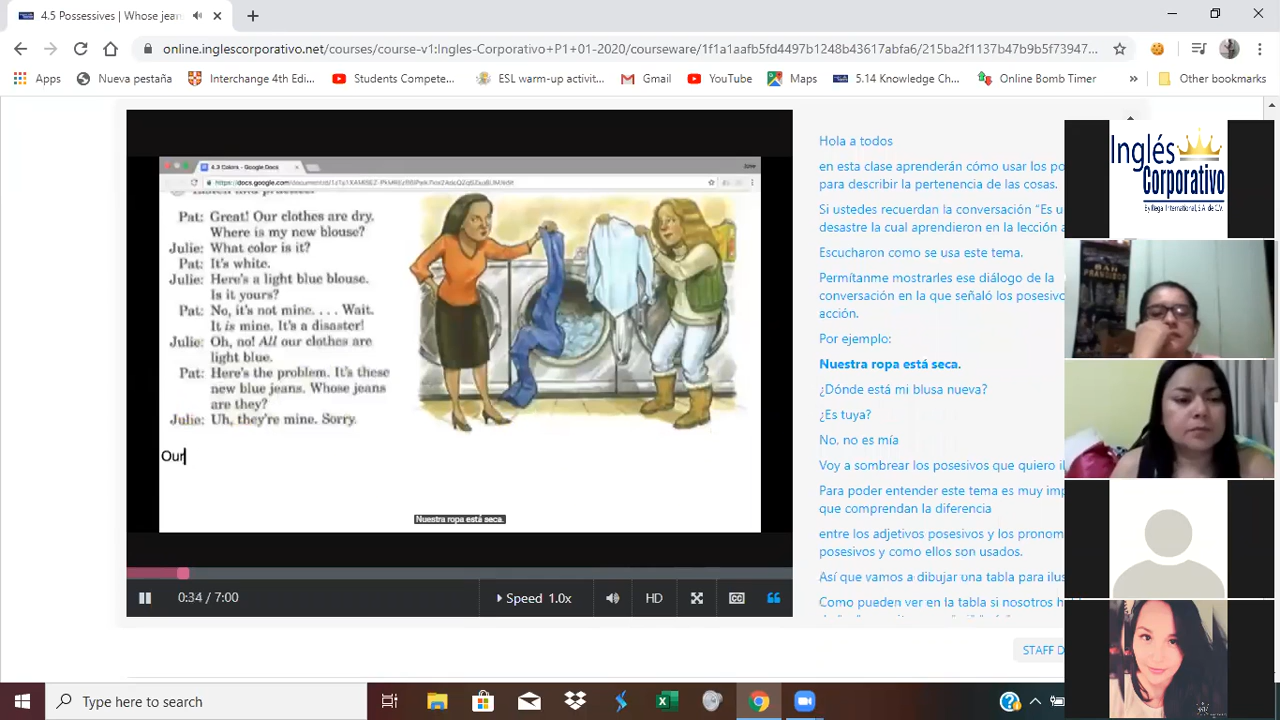 4.5 Possessives | Whose jear
online.inglescorporativo.net/courses/course-v1:Ingles-Corporativo+P1+01-2020/courseware/1f1a1aafb5fd4497b1248b43617abfa6/215ba2f1137b47b9b5f73947...
Apps Nueva pestaña Interchange 4th Edi... Students Compete... ESL warm-up activit... Gmail YouTube Maps 5.14 Knowledge Ch... Online Bomb Timer » Other bookmarks
4.3 Colors - Google Docs
Pat: Great! Our clothes are dry.
Where is my new blouse?
Julie: What color is it?
Pat: It's white.
Julie: Here's a light blue blouse.
Is it yours?
Pat: No, it's not mine. . . . Wait.
It is mine. It's a disaster!
Julie: Oh, no! All our clothes are
light blue.
Pat: Here's the problem. It's these
new blue jeans. Whose jeans
are they?
Julie: Uh, they're mine. Sorry.
Our
Nuestra ropa está seca.
0:34 / 7:00 Speed 1.0x HD
Hola a todos
en esta clase aprenderán cómo usar los po
para describir la pertenencia de las cosas.
Si ustedes recuerdan la conversación “Es u
desastre la cual aprendieron en la lección a
Escucharon como se usa este tema.
Permítanme mostrarles ese diálogo de la
conversación en la que señaló los posesivo
acción.
Por ejemplo:
Nuestra ropa está seca.
¿Dónde está mi blusa nueva?
¿Es tuya?
No, no es mía
Voy a sombrear los posesivos que quiero il
Para poder entender este tema es muy imp
que comprendan la diferencia
entre los adjetivos posesivos y los pronom
posesivos y como ellos son usados.
Así que vamos a dibujar una tabla para ilus
Como pueden ver en la tabla si nosotros h
STAFF D
Inglés
Corporativo
SAN
FRANCISCO
Type here to search